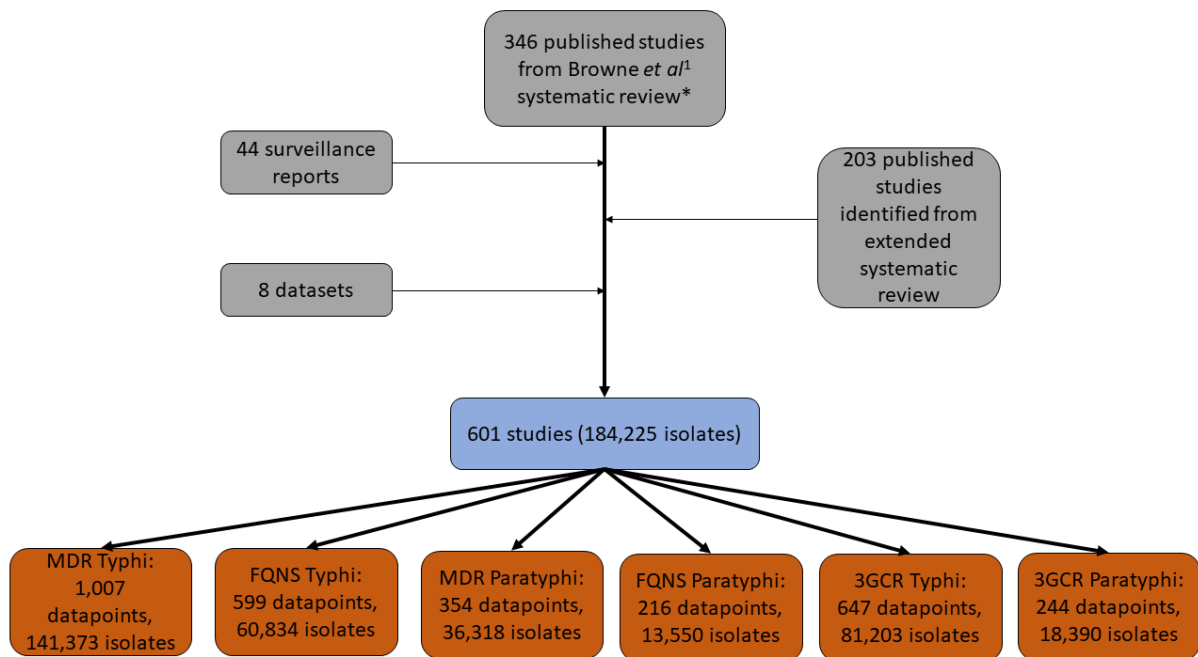 346 published studies
from Browne et al¹
systematic review*
44 surveillance
reports
203 published
studies
identified from
extended
systematic
review
8 datasets
601 studies (184,225 isolates)
MDR Typhi:
1,007
datapoints,
141,373 isolates
FQNS Typhi:
599 datapoints,
60,834 isolates
MDR Paratyphi:
354 datapoints,
36,318 isolates
FQNS Paratyphi:
216 datapoints,
13,550 isolates
3GCR Typhi:
647 datapoints,
81,203 isolates
3GCR Paratyphi:
244 datapoints,
18,390 isolates